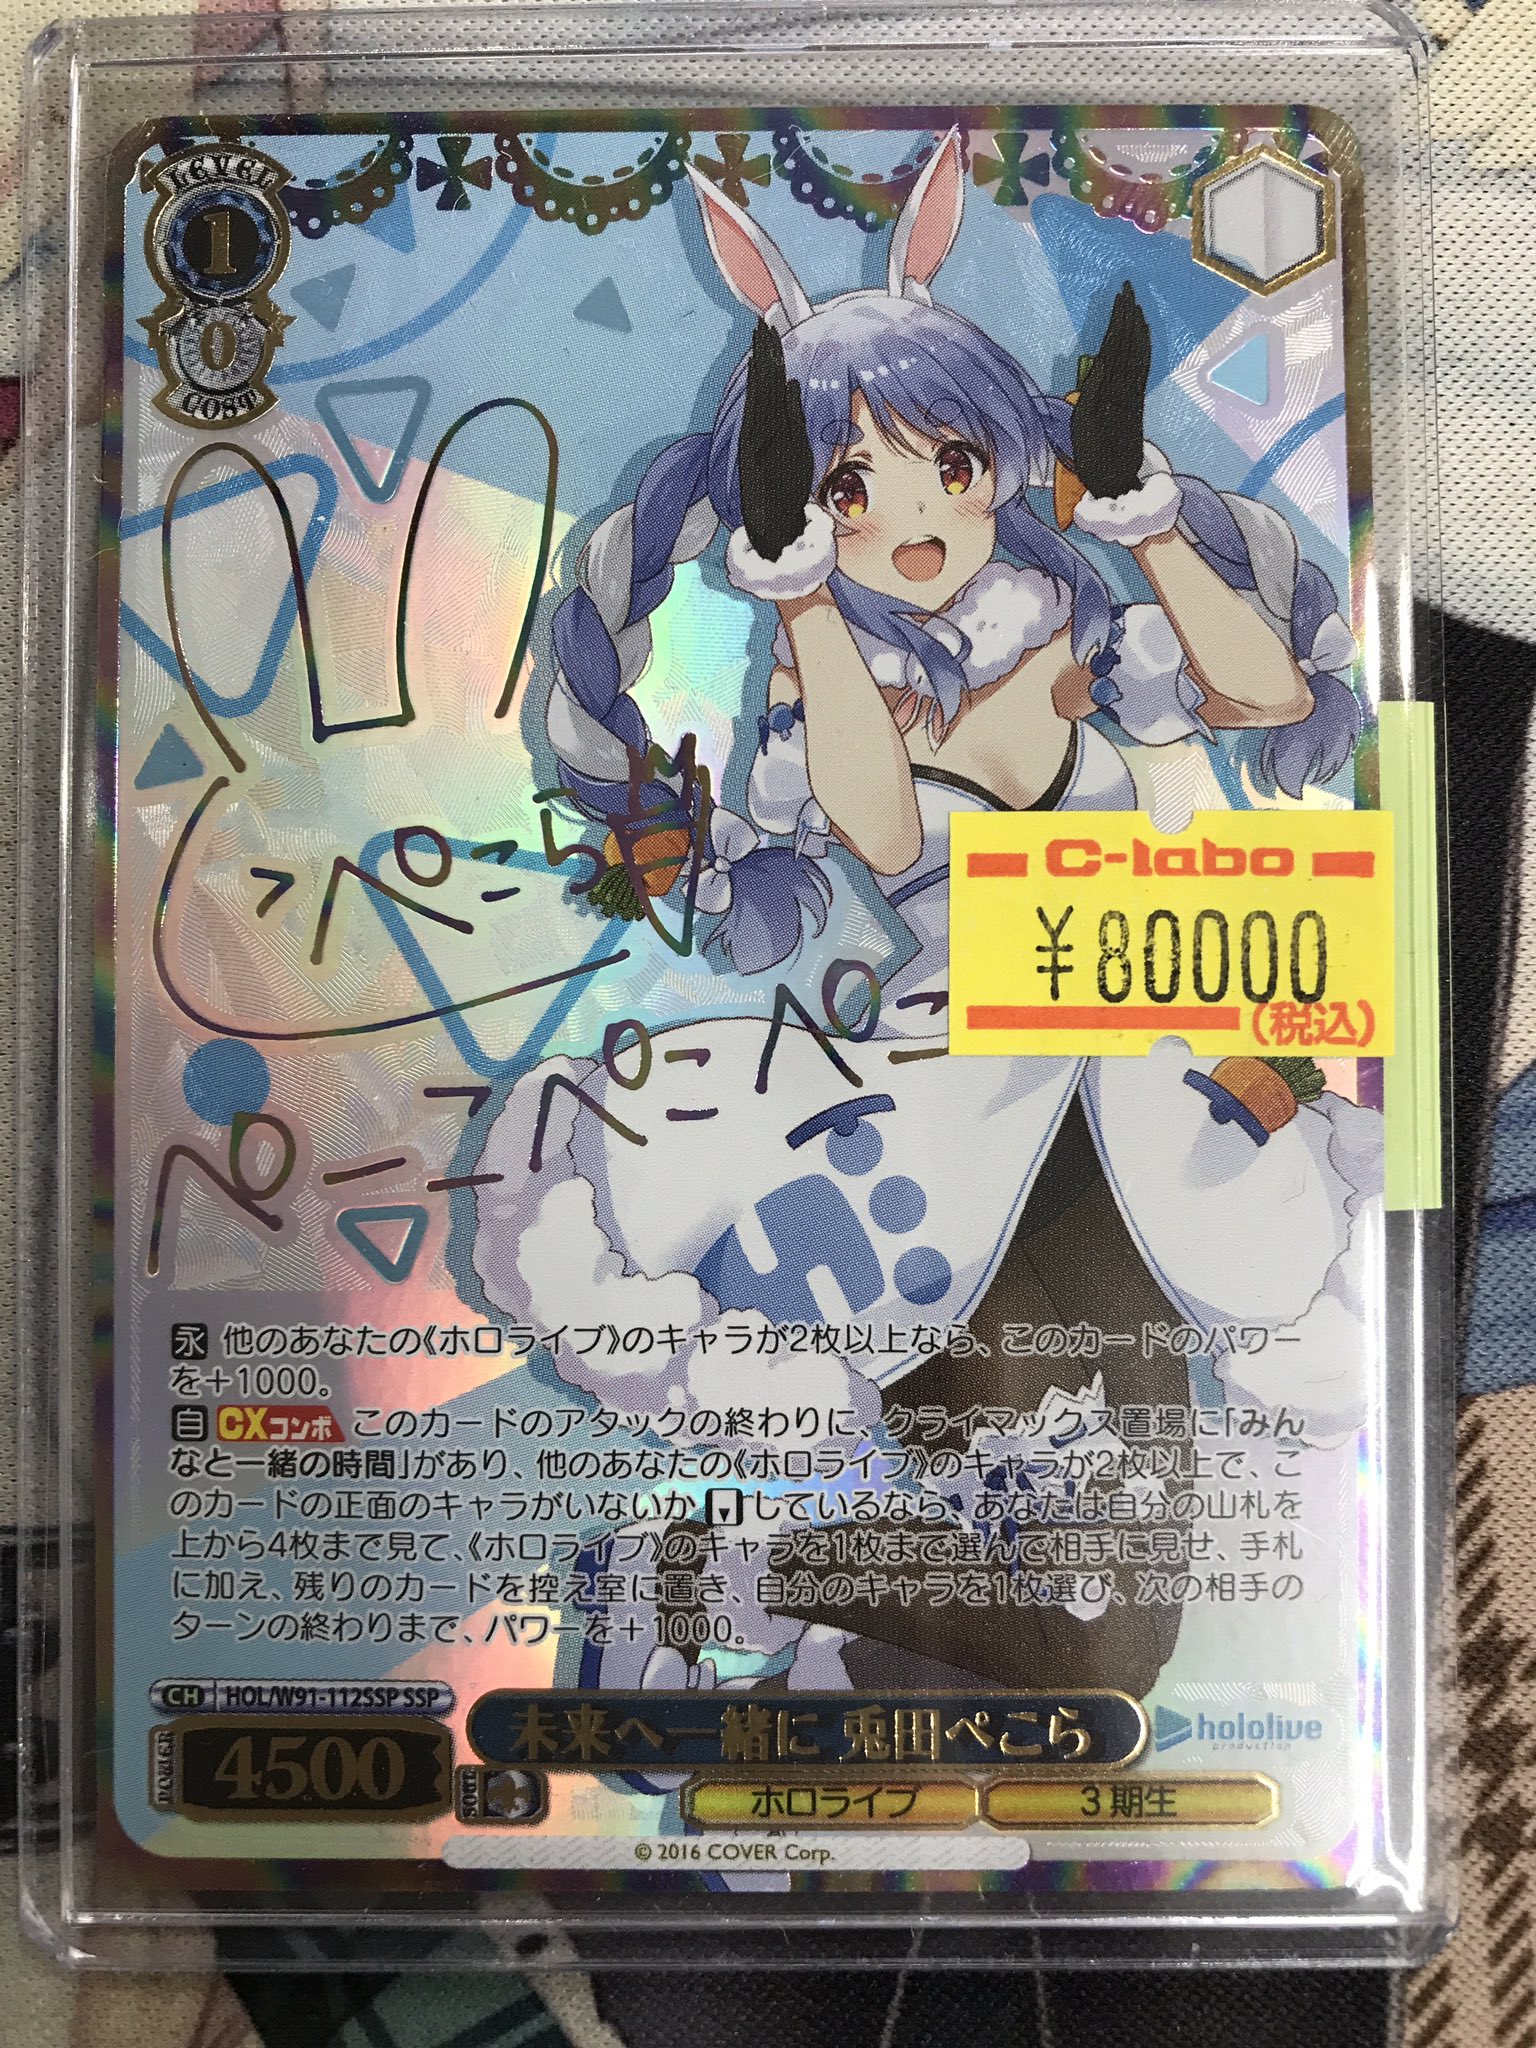 LEVEL
1
0
COST
ぺこら
ぺこーらぺこぺこ
C-labo
¥80000
(税込)
永 他のあなたの《ホロライブ》のキャラが2枚以上なら、このカードのパワー
を+1000。
自 CXコンボ このカードのアタックの終わりに、クライマックス置場に「みん
なと一緒の時間」があり、他のあなたの《ホロライブ》のキャラが2枚以上で、こ
のカードの正面のキャラがいないかしているなら、あなたは自分の山札を
上から4枚まで見て、《ホロライブ》のキャラを1枚まで選んで相手に見せ、手札
に加え、残りのカードを控え室に置き、自分のキャラを1枚選び、次の相手の
ターンの終わりまで、パワーを+1000。
CH HOL/W91-112SSP SSP
POWER 4500 SOUL
未来へ一緒に 兎田ぺこら
hololive production
ホロライブ 3期生
© 2016 COVER Corp.